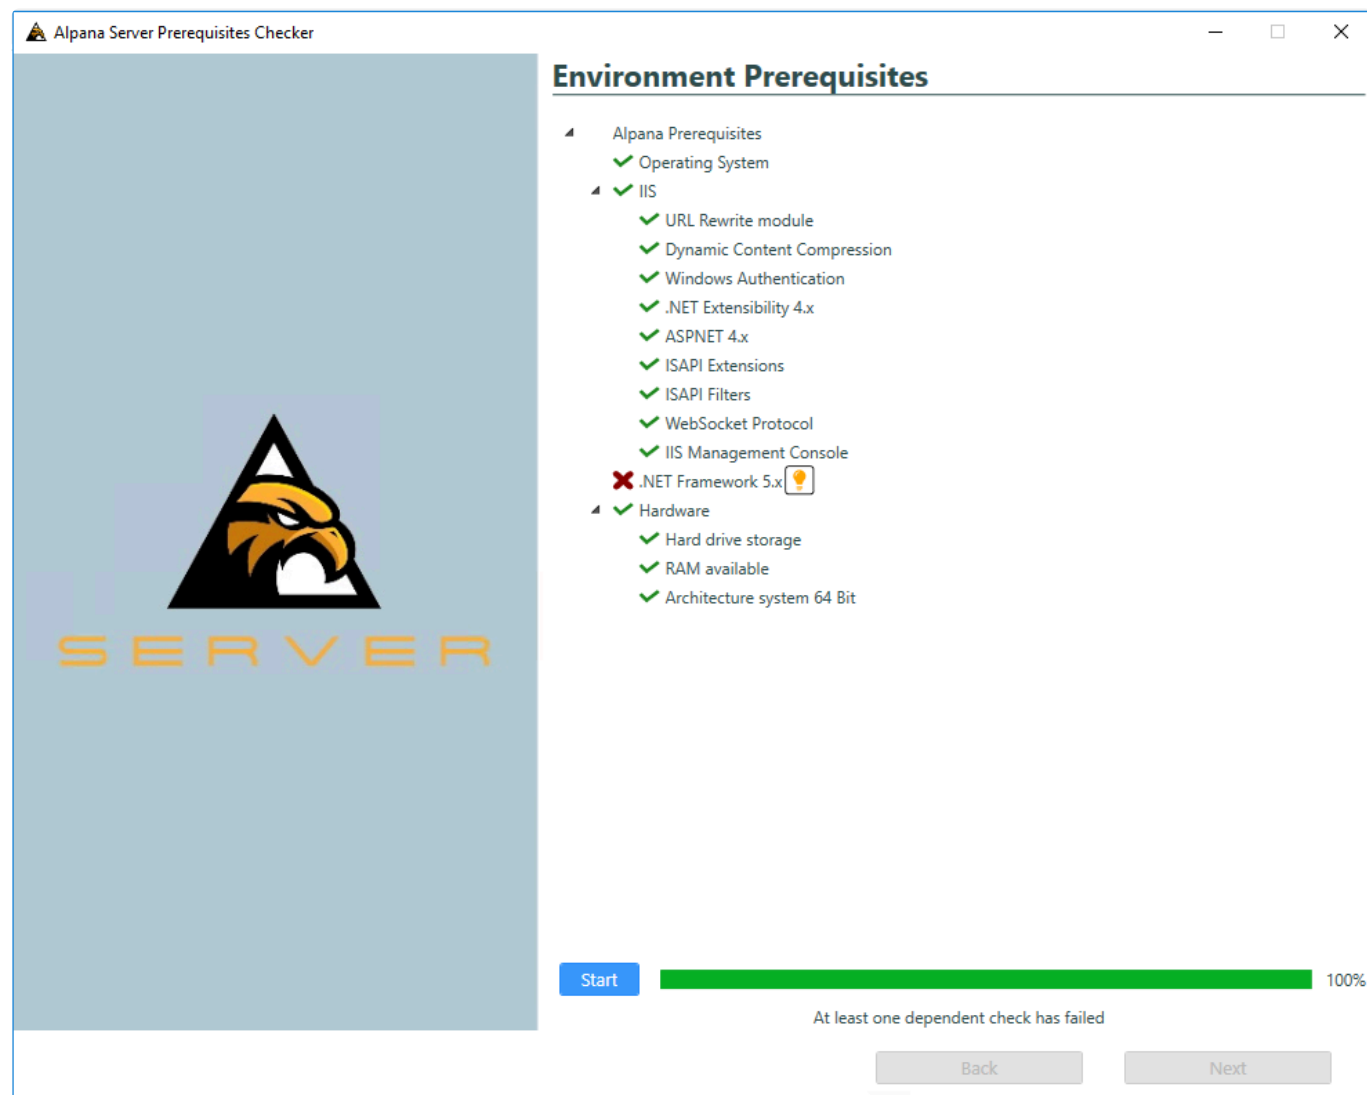 Alpana Server Prerequisites Checker
Environment Prerequisites
Alpana Prerequisites
Operating System
IIS
URL Rewrite module
Dynamic Content Compression
Windows Authentication
.NET Extensibility 4.x
ASPNET 4.x
ISAPI Extensions
ISAPI Filters
WebSocket Protocol
IIS Management Console
.NET Framework 5.x
Hardware
Hard drive storage
RAM available
Architecture system 64 Bit
SERVER
Start
100%
At least one dependent check has failed
Back
Next